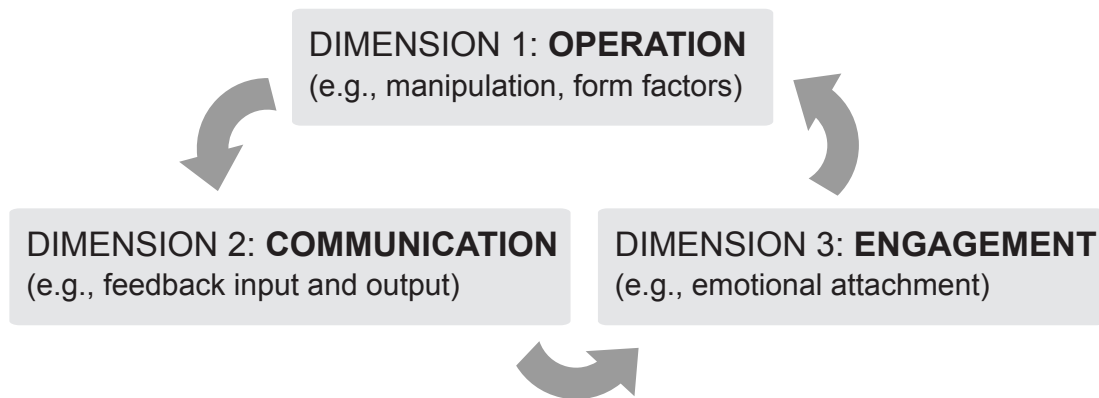 DIMENSION 1: OPERATION
(e.g., manipulation, form factors)
DIMENSION 2: COMMUNICATION
(e.g., feedback input and output)
DIMENSION 3: ENGAGEMENT
(e.g., emotional attachment)